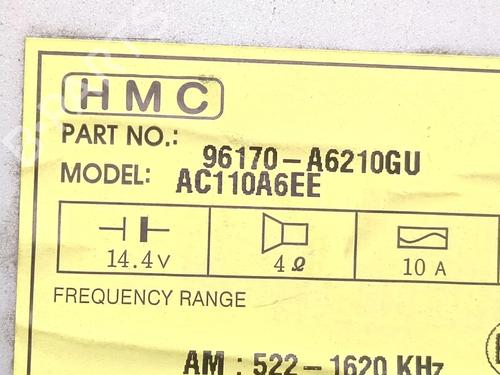 HMC
PART NO.: 96170-A6210GU
MODEL: AC110A6EE
14.4V
4Ω
10 A
FREQUENCY RANGE
AM : 522-1620 KHz